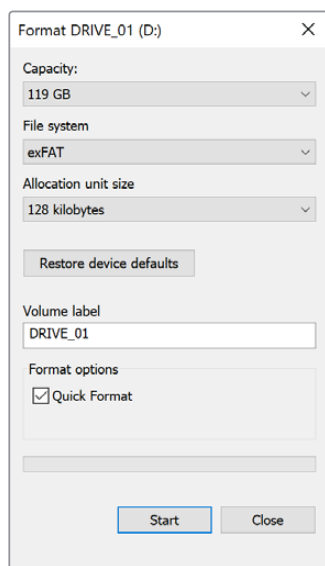 Format DRIVE_01 (D:)
Capacity:
119 GB
File system
exFAT
Allocation unit size
128 kilobytes
Restore device defaults
Volume label
DRIVE_01
Format options
Quick Format
Start Close